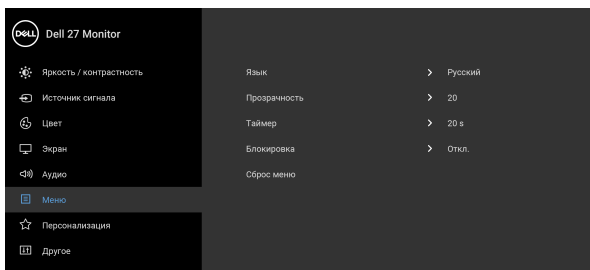 DELL Dell 27 Monitor
Яркость / контрастность
Источник сигнала
Цвет
Экран
Аудио
Меню
Персонализация
Другое
Язык > Русский
Прозрачность > 20
Таймер > 20 s
Блокировка > Откл.
Сброс меню